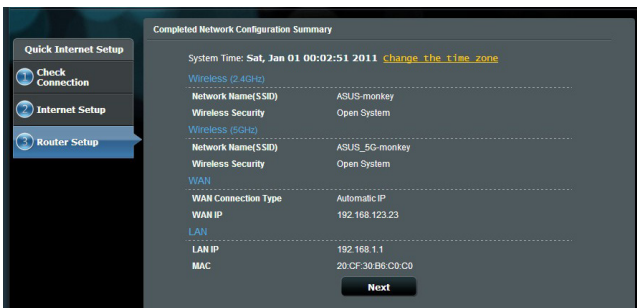 Completed Network Configuration Summary
Quick Internet Setup
1 Check
Connection
2 Internet Setup
3 Router Setup
System Time: Sat, Jan 01 00:02:51 2011 Change the time zone
Wireless (2.4GHz)
Network Name(SSID) ASUS-monkey
Wireless Security Open System
Wireless (5GHz)
Network Name(SSID) ASUS_5G-monkey
Wireless Security Open System
WAN
WAN Connection Type Automatic IP
WAN IP 192.168.123.23
LAN
LAN IP 192.168.1.1
MAC 20:CF:30:B6:C0:C0
Next